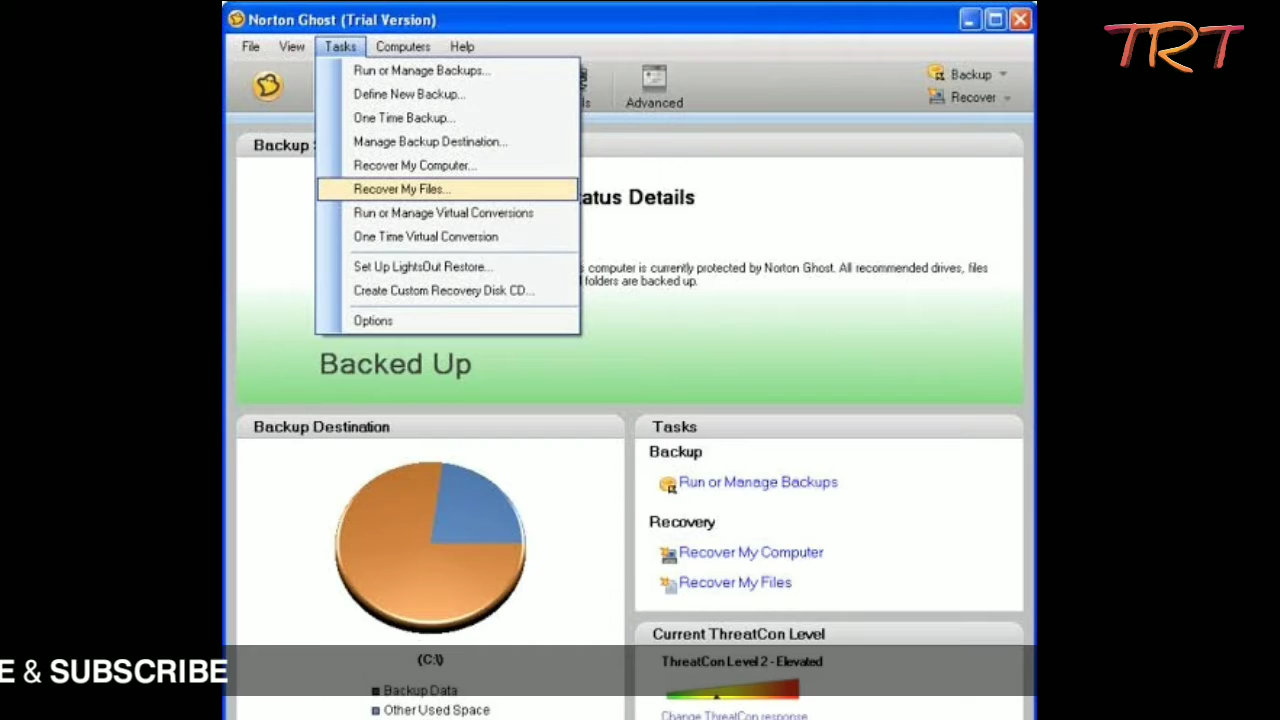 Norton Ghost (Trial Version)
TRT
File View Tasks Computers Help
Run or Manage Backups...
Define New Backup...
One Time Backup...
Manage Backup Destination...
Recover My Computer...
Recover My Files...
Run or Manage Virtual Conversions
One Time Virtual Conversion
Set Up LightsOut Restore...
Create Custom Recovery Disk CD...
Options
Advanced
Backup
Recover
Backup
atus Details
computer is currently protected by Norton Ghost. All recommended drives, files
folders are backed up.
Backed Up
Backup Destination
(C:\)
Backup Data
Other Used Space
Tasks
Backup
Run or Manage Backups
Recovery
Recover My Computer
Recover My Files
Current ThreatCon Level
ThreatCon Level 2 - Elevated
Change ThreatCon response
E & SUBSCRIBE